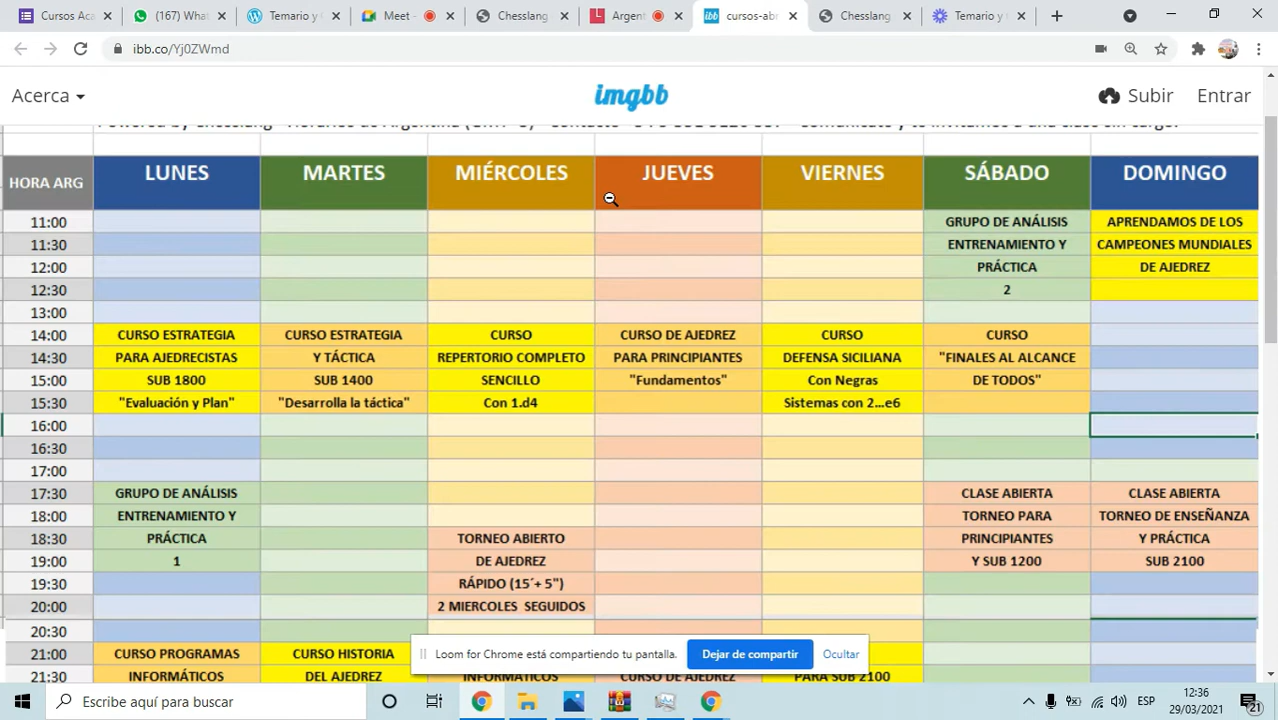 Cursos Aca
(167) What
Temario y
Meet -
Chesslang
Argent
cursos-abr
Chesslang
Temario y
ibb.co/Yj0ZWmd
Acerca
imgbb
Subir
Entrar
HORA ARG LUNES MARTES MIÉRCOLES JUEVES VIERNES SÁBADO DOMINGO
11:00 GRUPO DE ANÁLISIS APRENDAMOS DE LOS
11:30 ENTRENAMIENTO Y CAMPEONES MUNDIALES
12:00 PRÁCTICA DE AJEDREZ
12:30 2
13:00
14:00 CURSO ESTRATEGIA CURSO ESTRATEGIA CURSO CURSO DE AJEDREZ CURSO CURSO
14:30 PARA AJEDRECISTAS Y TÁCTICA REPERTORIO COMPLETO PARA PRINCIPIANTES DEFENSA SICILIANA "FINALES AL ALCANCE
15:00 SUB 1800 SUB 1400 SENCILLO "Fundamentos" Con Negras DE TODOS"
15:30 "Evaluación y Plan" "Desarrolla la táctica" Con 1.d4 Sistemas con 2...e6
16:00
16:30
17:00
17:30 GRUPO DE ANÁLISIS CLASE ABIERTA CLASE ABIERTA
18:00 ENTRENAMIENTO Y TORNEO PARA TORNEO DE ENSEÑANZA
18:30 PRÁCTICA TORNEO ABIERTO PRINCIPIANTES Y PRÁCTICA
19:00 1 DE AJEDREZ Y SUB 1200 SUB 2100
19:30 RÁPIDO (15´+ 5")
20:00 2 MIERCOLES SEGUIDOS
20:30
21:00 CURSO PROGRAMAS CURSO HISTORIA
21:30 INFORMÁTICOS DEL AJEDREZ INFORMÁTICOS CURSO DE AJEDREZ PARA SUB 2100
Loom for Chrome está compartiendo tu pantalla. Dejar de compartir Ocultar
Escribe aquí para buscar
ESP
12:36
29/03/2021
21